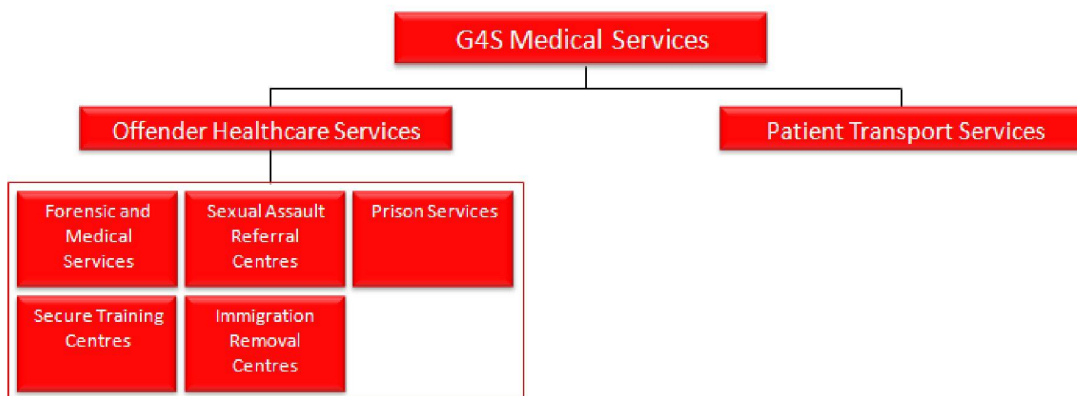 G4S Medical Services
Offender Healthcare Services
Patient Transport Services
Forensic and
Medical
Services
Sexual Assault
Referral
Centres
Prison Services
Secure Training
Centres
Immigration
Removal
Centres